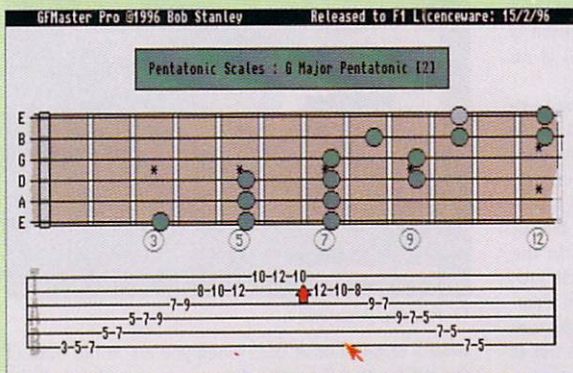 GFMaster Pro ©1996 Bob Stanley Released to F1 Licenceware: 15/2/96
Pentatonic Scales : G Major Pentatonic [2]
E
B
G
D
A
E
3 5 7 9 12
10-12-10
8-10-12 12-10-8
7-9 9-7
5-7-9 9-7-5
5-7 7-5
3-5-7 7-5